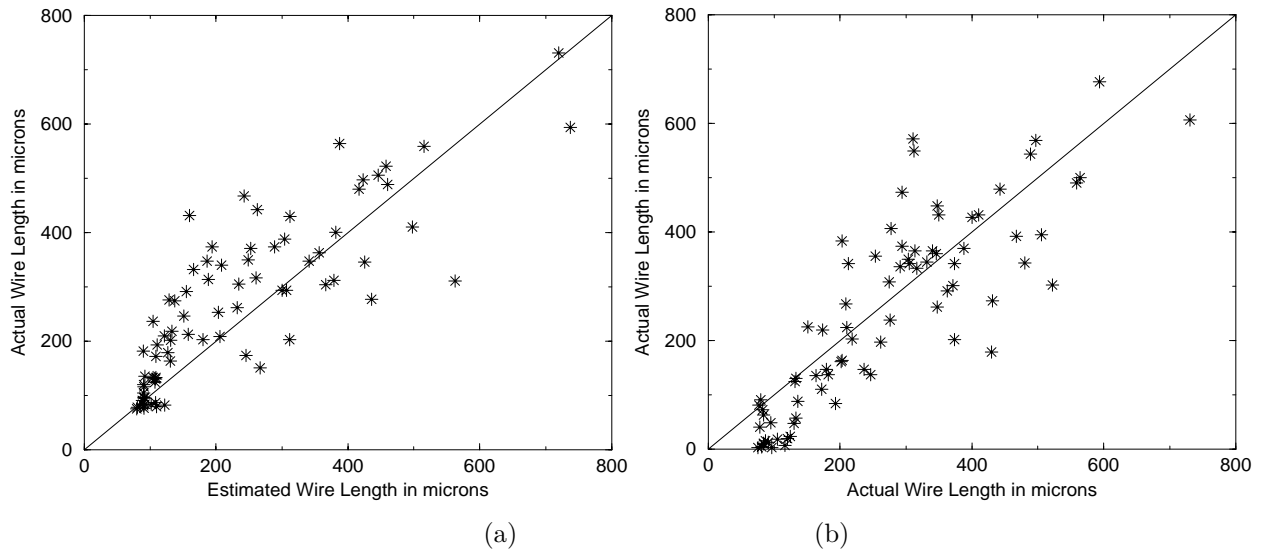 800
600
400
200
0
Actual Wire Length in microns
0 200 400 600 800
Estimated Wire Length in microns
(a)
800
600
400
200
0
Actual Wire Length in microns
0 200 400 600 800
Actual Wire Length in microns
(b)